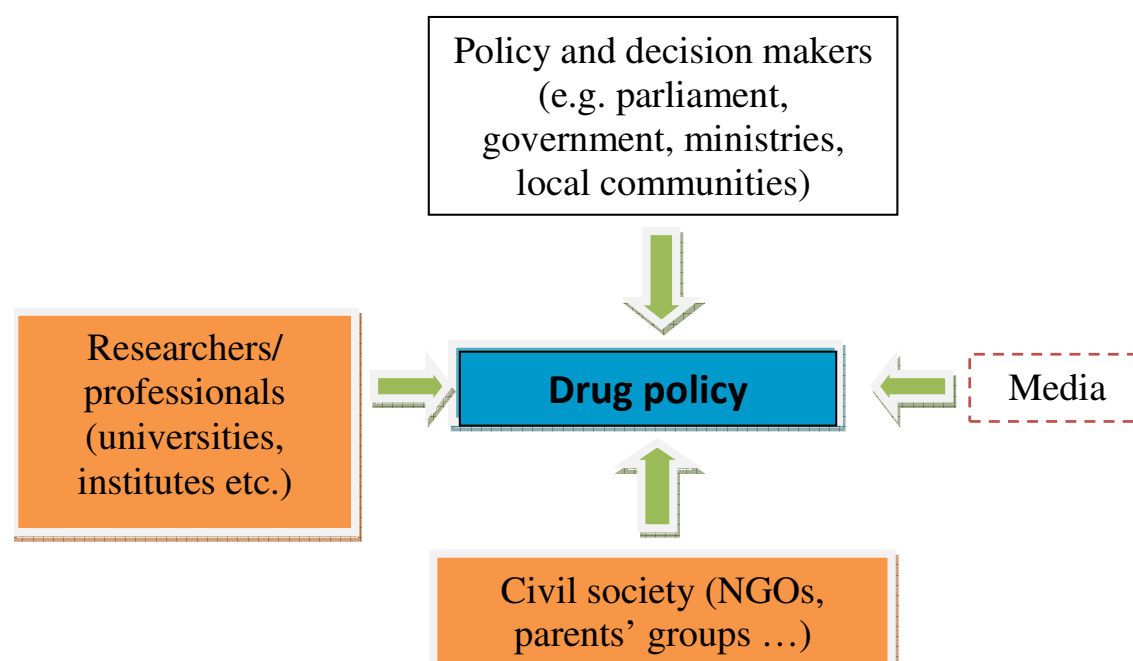 Policy and decision makers
(e.g. parliament,
government, ministries,
local communities)
Researchers/
professionals
(universities,
institutes etc.)
Drug policy
Media
Civil society (NGOs,
parents’ groups …)